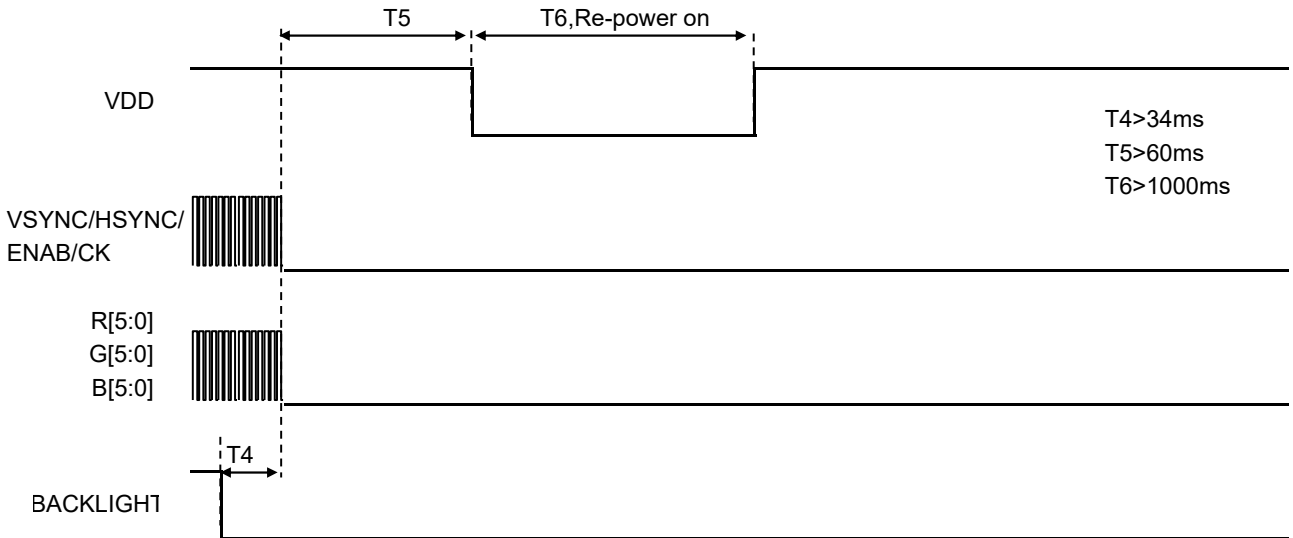 T5
T6,Re-power on
VDD
T4>34ms
T5>60ms
T6>1000ms
VSYNC/HSYNC/
ENAB/CK
R[5:0]
G[5:0]
B[5:0]
T4
BACKLIGHT